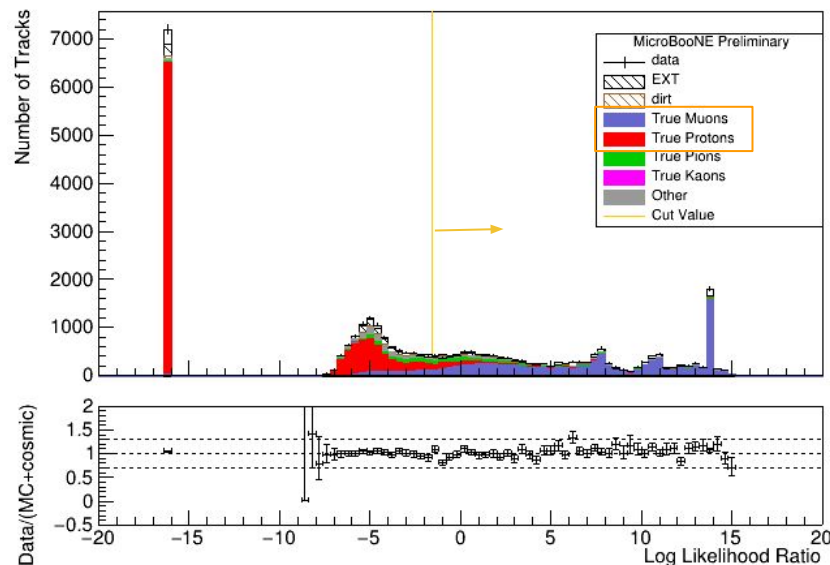 Number of Tracks
7000
6000
5000
4000
3000
2000
1000
0
MicroBooNE Preliminary
data
EXT
dirt
True Muons
True Protons
True Pions
True Kaons
Other
Cut Value
Data/(MC+cosmic)
2
1.5
1
0.5
0
−0.5
−20 −15 −10 −5 0 5 10 15 20
Log Likelihood Ratio